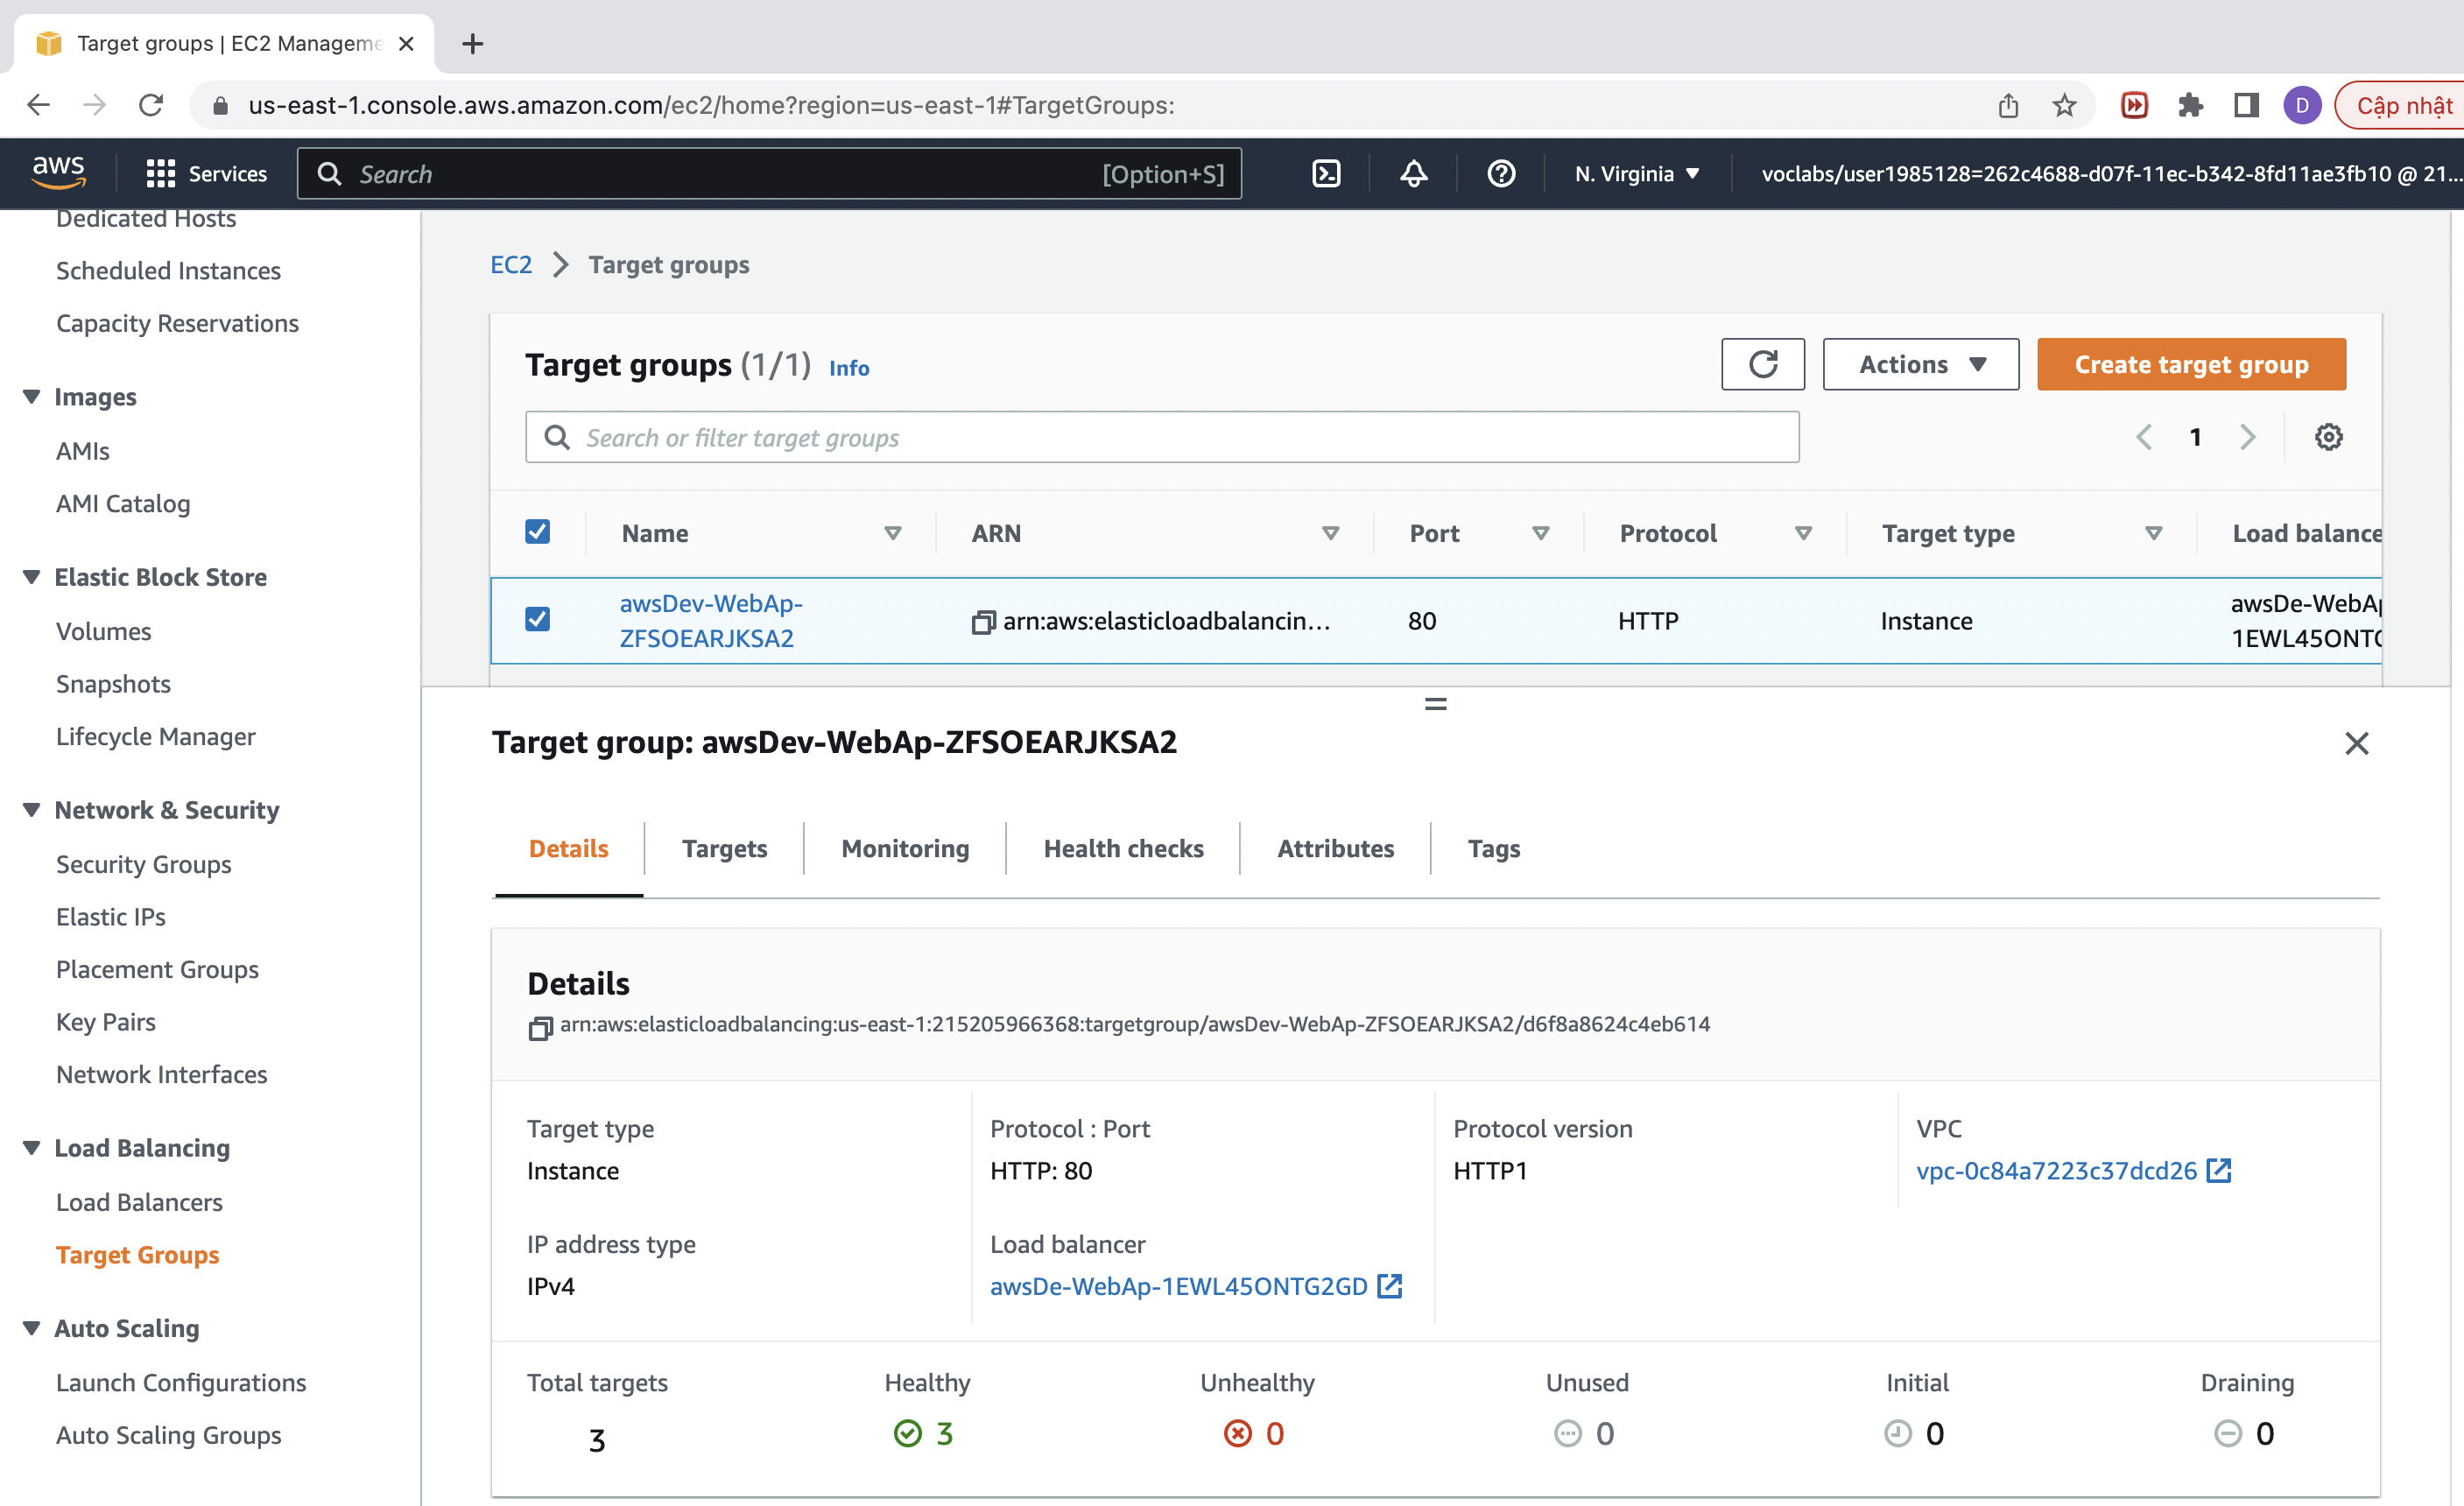 Target groups | EC2 Manageme
us-east-1.console.aws.amazon.com/ec2/home?region=us-east-1#TargetGroups:
D
Cập nhật
aws
Services
Search
[Option+S]
N. Virginia
voclabs/user1985128=262c4688-d07f-11ec-b342-8fd11ae3fb10 @ 21...
Dedicated Hosts
Scheduled Instances
Capacity Reservations
Images
AMIs
AMI Catalog
Elastic Block Store
Volumes
Snapshots
Lifecycle Manager
Network & Security
Security Groups
Elastic IPs
Placement Groups
Key Pairs
Network Interfaces
Load Balancing
Load Balancers
Target Groups
Auto Scaling
Launch Configurations
Auto Scaling Groups
EC2
Target groups
Target groups (1/1) Info
Actions
Create target group
Search or filter target groups
1
Name
ARN
Port
Protocol
Target type
Load balance
awsDev-WebAp-
ZFSOEARJKSA2
arn:aws:elasticloadbalancin...
80
HTTP
Instance
awsDe-WebAp
1EWL45ONTG
Target group: awsDev-WebAp-ZFSOEARJKSA2
Details
Targets
Monitoring
Health checks
Attributes
Tags
Details
arn:aws:elasticloadbalancing:us-east-1:215205966368:targetgroup/awsDev-WebAp-ZFSOEARJKSA2/d6f8a8624c4eb614
Target type
Instance
Protocol : Port
HTTP: 80
Protocol version
HTTP1
VPC
vpc-0c84a7223c37dcd26
IP address type
IPv4
Load balancer
awsDe-WebAp-1EWL45ONTG2GD
Total targets
3
Healthy
3
Unhealthy
0
Unused
0
Initial
0
Draining
0